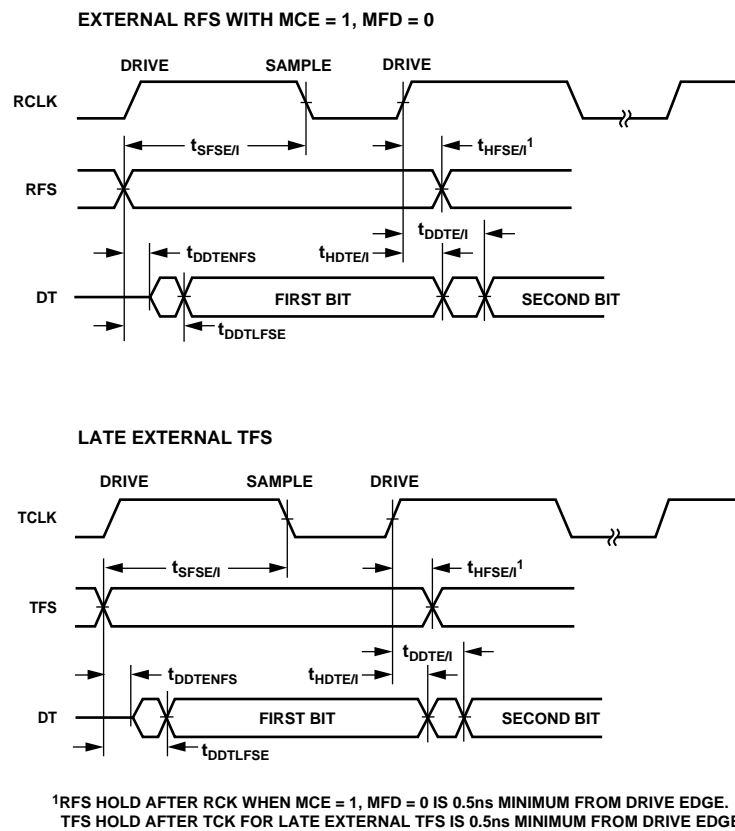 EXTERNAL RFS WITH MCE = 1, MFD = 0
DRIVE SAMPLE DRIVE
RCLK
tSFSE/I tHFSE/I1
RFS
tDDTE/I
tDDTENFS tHDTE/I
DT FIRST BIT SECOND BIT
tDDTLFSE
LATE EXTERNAL TFS
DRIVE SAMPLE DRIVE
TCLK
tSFSE/I tHFSE/I1
TFS
tDDTE/I
tDDTENFS tHDTE/I
DT FIRST BIT SECOND BIT
tDDTLFSE
1RFS HOLD AFTER RCK WHEN MCE = 1, MFD = 0 IS 0.5ns MINIMUM FROM DRIVE EDGE.
TFS HOLD AFTER TCK FOR LATE EXTERNAL TFS IS 0.5ns MINIMUM FROM DRIVE EDGE